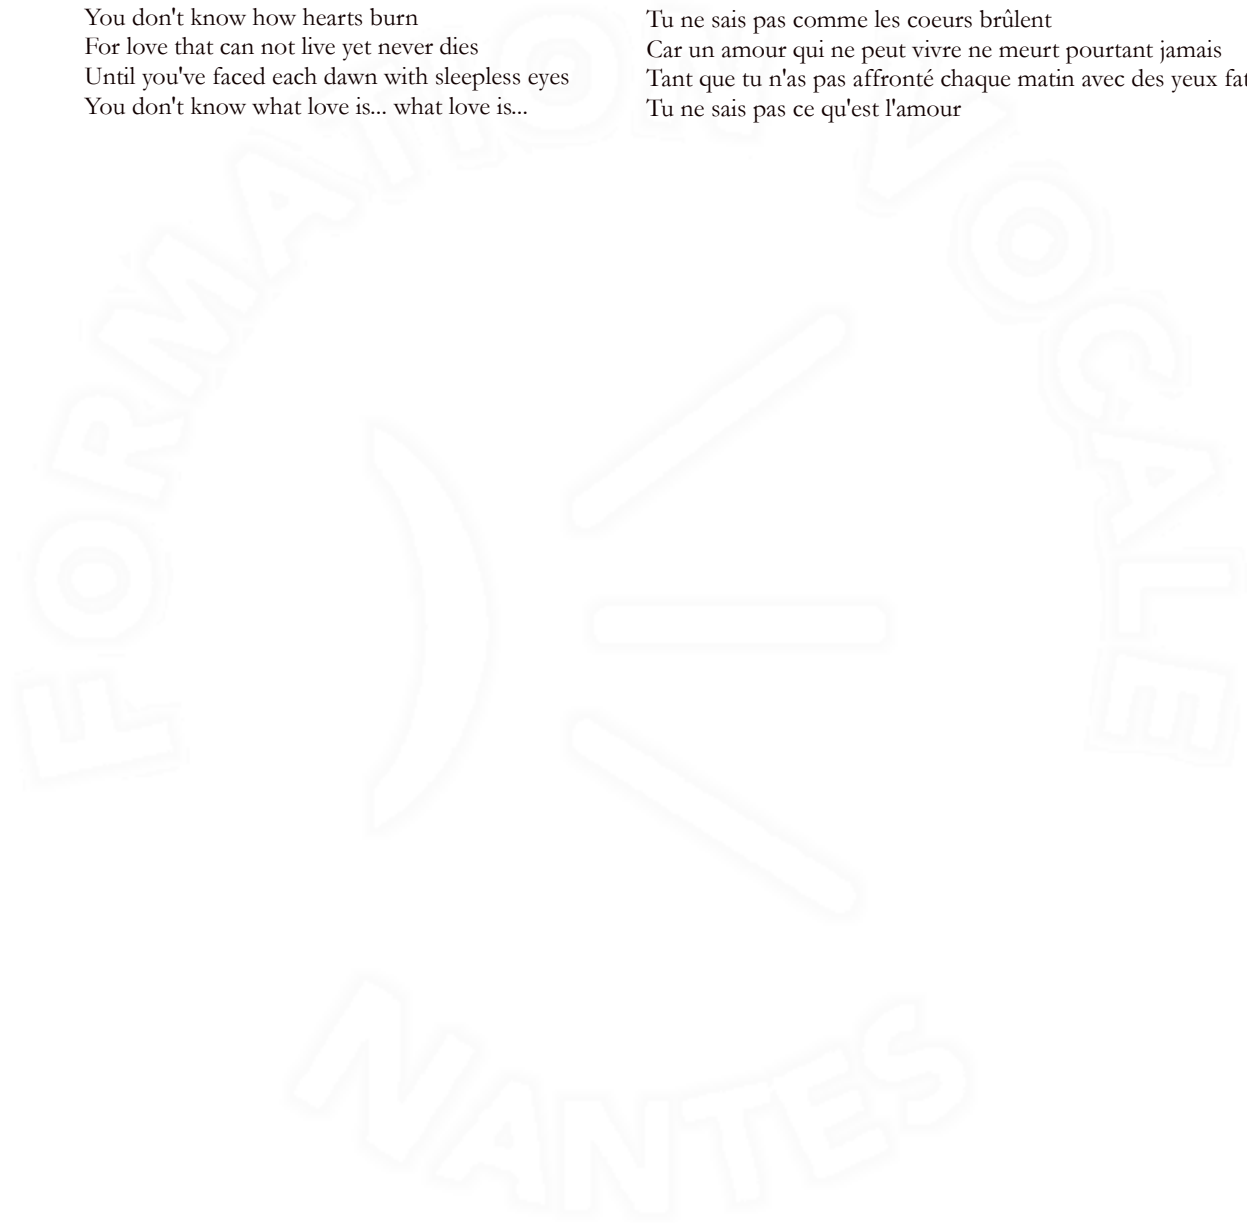 You don't know how hearts burn
For love that can not live yet never dies
Until you've faced each dawn with sleepless eyes
You don't know what love is... what love is...
Tu ne sais pas comme les coeurs brûlent
Car un amour qui ne peut vivre ne meurt pourtant jamais
Tant que tu n'as pas affronté chaque matin avec des yeux
Tu ne sais pas ce qu'est l'amour
FORMATION VOCALE
NANTES